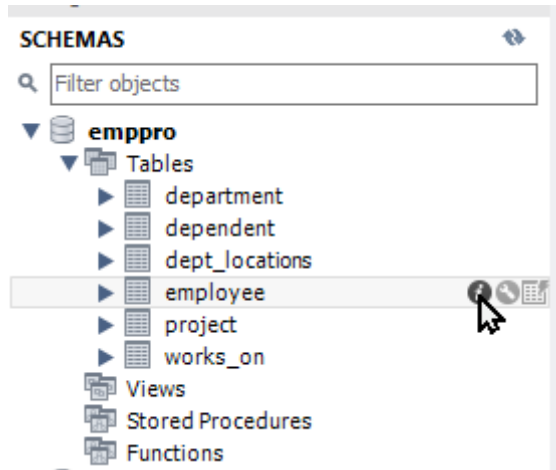 SCHEMAS
Filter objects
emppro
Tables
department
dependent
dept_locations
employee
project
works_on
Views
Stored Procedures
Functions